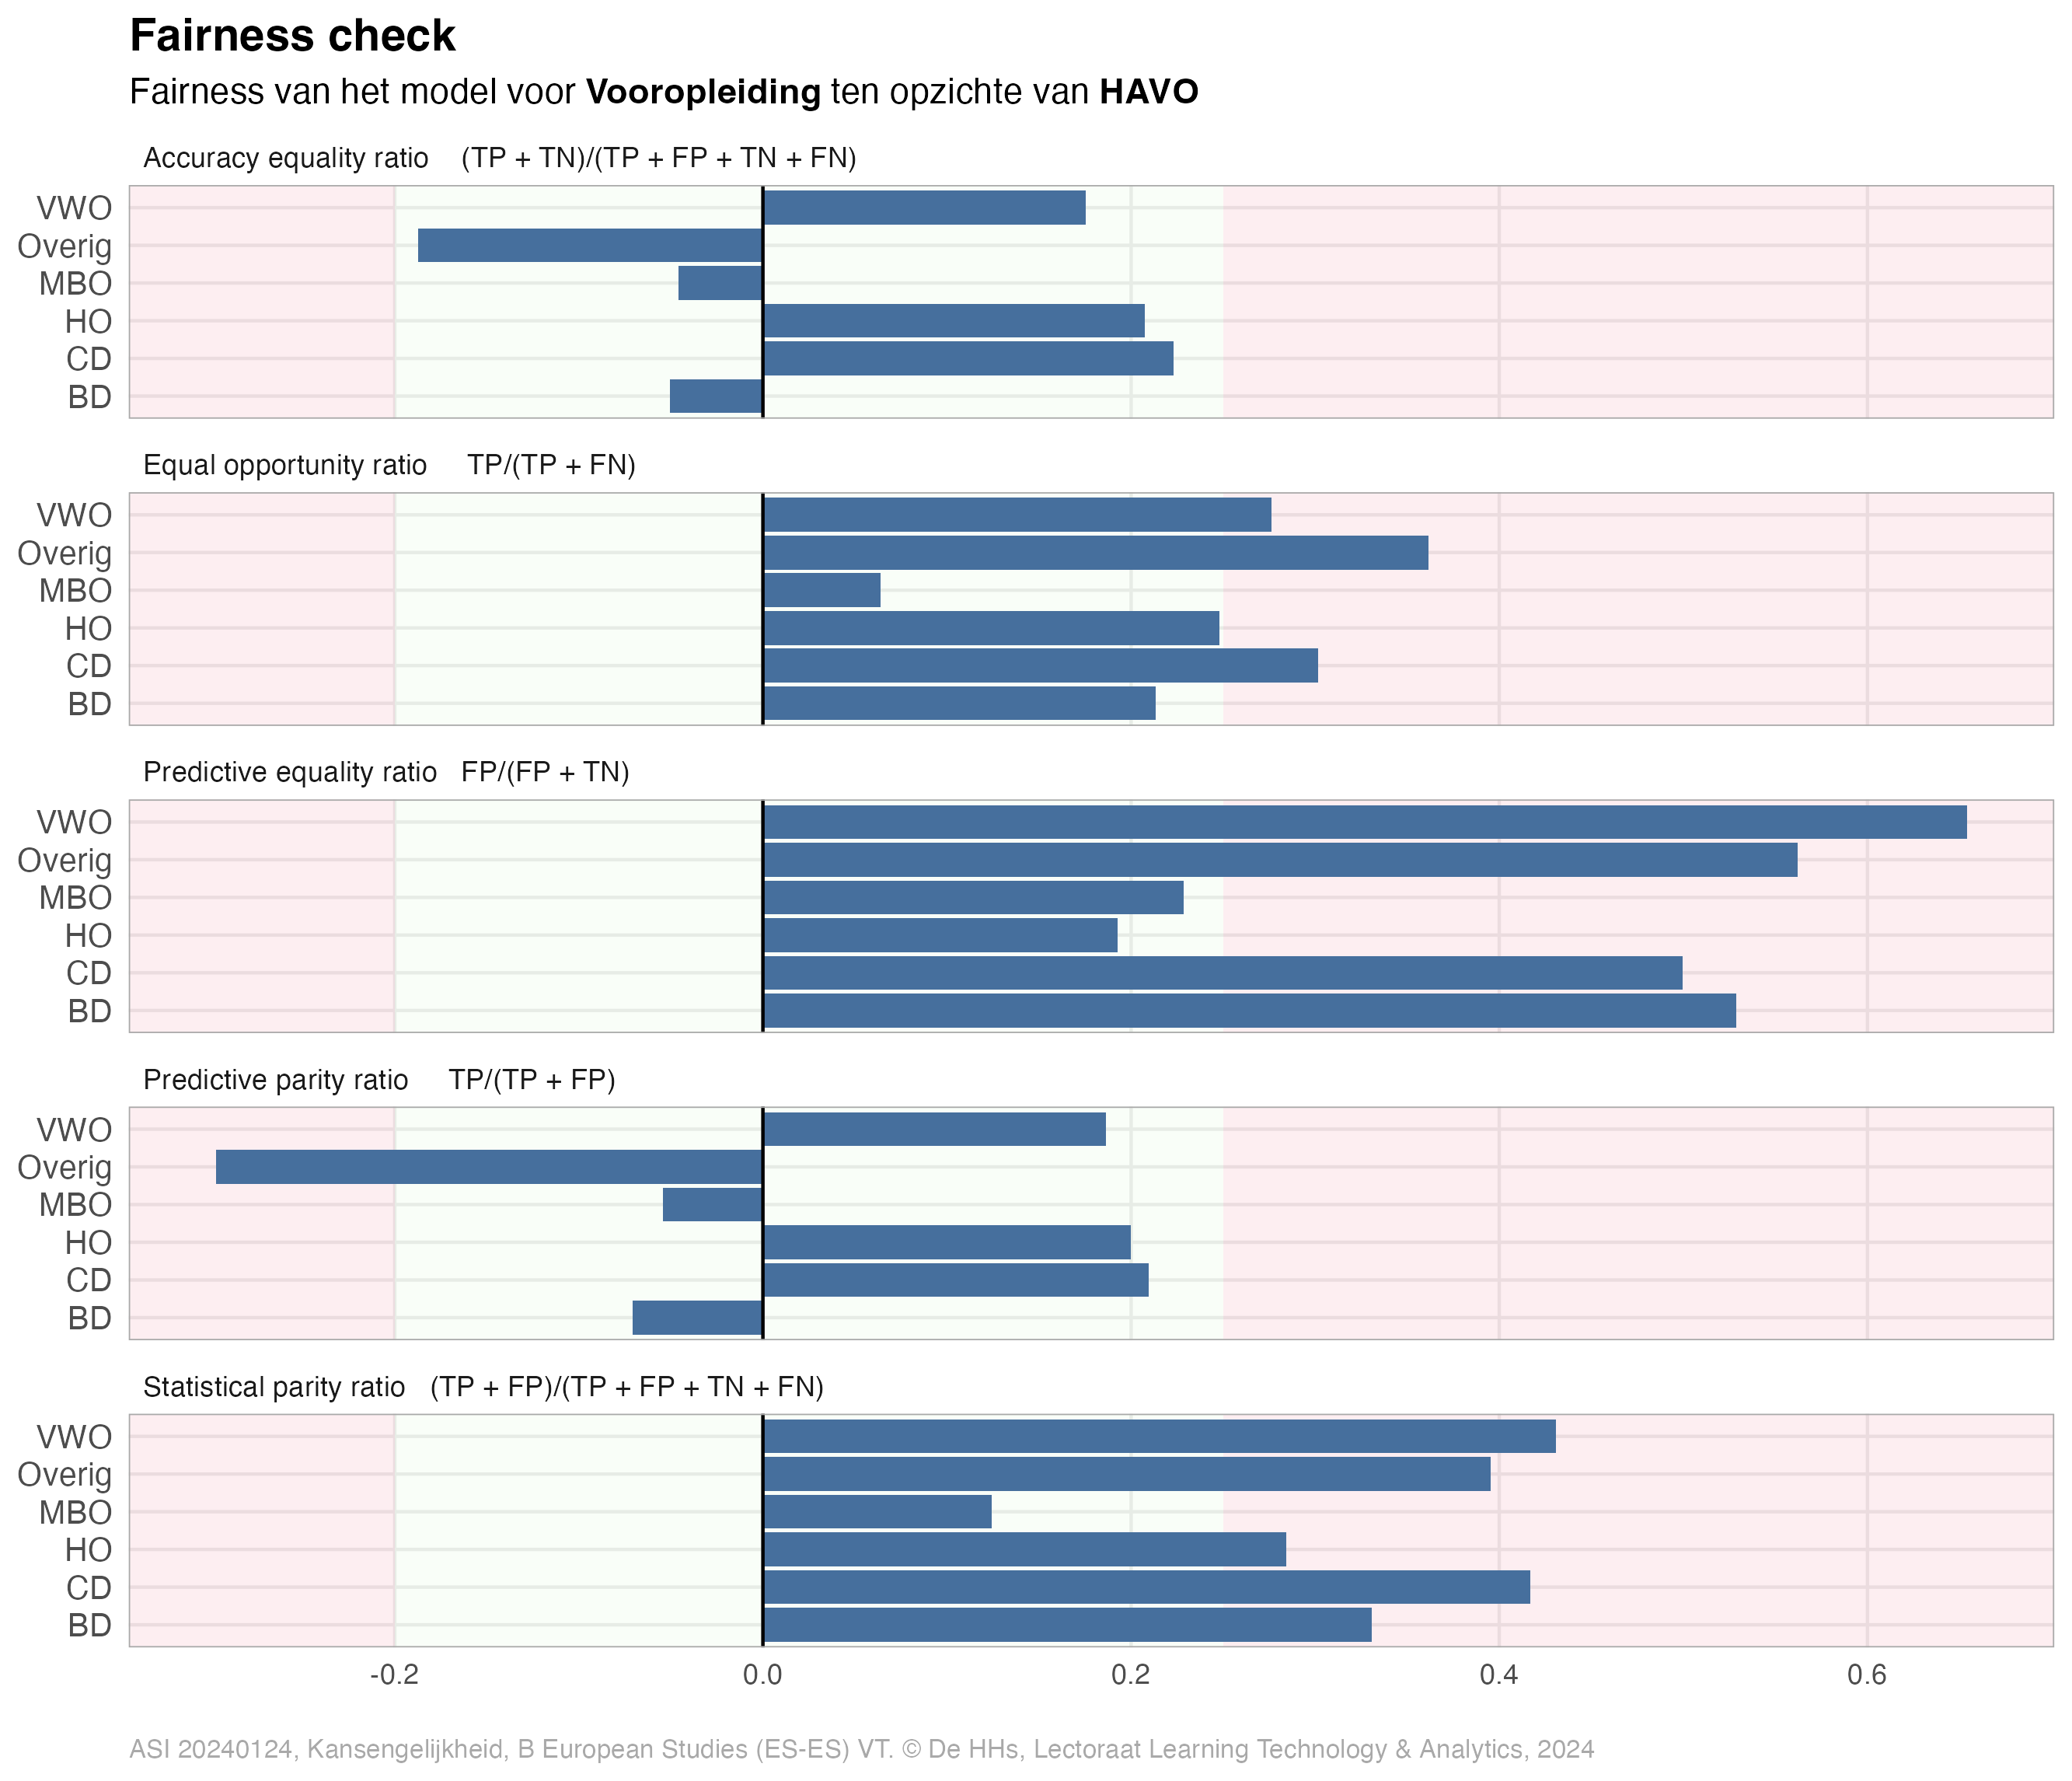 Fairness check
Fairness van het model voor Vooropleiding ten opzichte van HAVO
Accuracy equality ratio (TP + TN)/(TP + FP + TN + FN)
VWO
Overig
MBO
HO
CD
BD
Equal opportunity ratio TP/(TP + FN)
VWO
Overig
MBO
HO
CD
BD
Predictive equality ratio FP/(FP + TN)
VWO
Overig
MBO
HO
CD
BD
Predictive parity ratio TP/(TP + FP)
VWO
Overig
MBO
HO
CD
BD
Statistical parity ratio (TP + FP)/(TP + FP + TN + FN)
VWO
Overig
MBO
HO
CD
BD
-0.2 0.0 0.2 0.4 0.6
ASI 20240124, Kansengelijkheid, B European Studies (ES-ES) VT. © De HHs, Lectoraat Learning Technology & Analytics, 2024